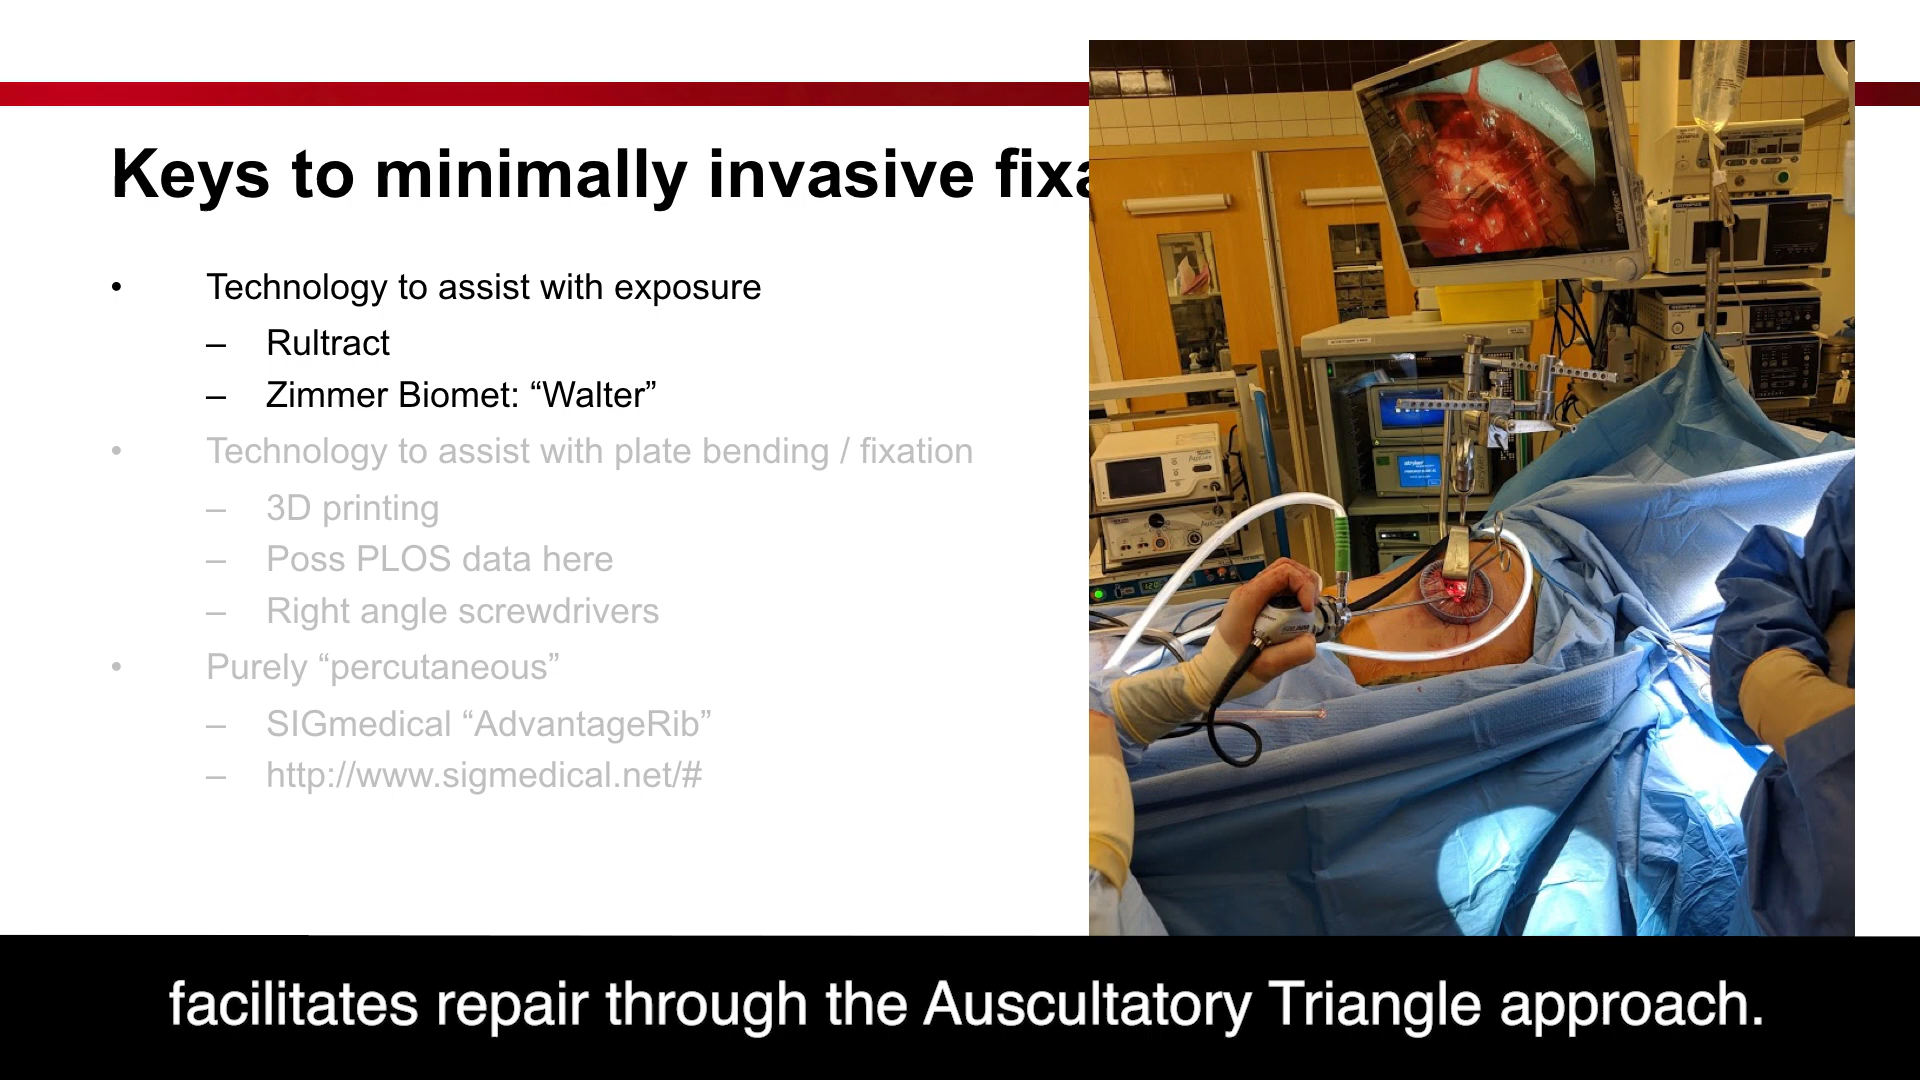 Keys to minimally invasive fixa
• Technology to assist with exposure
– Rultract
– Zimmer Biomet: “Walter”
• Technology to assist with plate bending / fixation
– 3D printing
– Poss PLOS data here
– Right angle screwdrivers
• Purely “percutaneous”
– SIGmedical “AdvantageRib”
– http://www.sigmedical.net/#
stryker
stryker
facilitates repair through the Auscultatory Triangle approach.